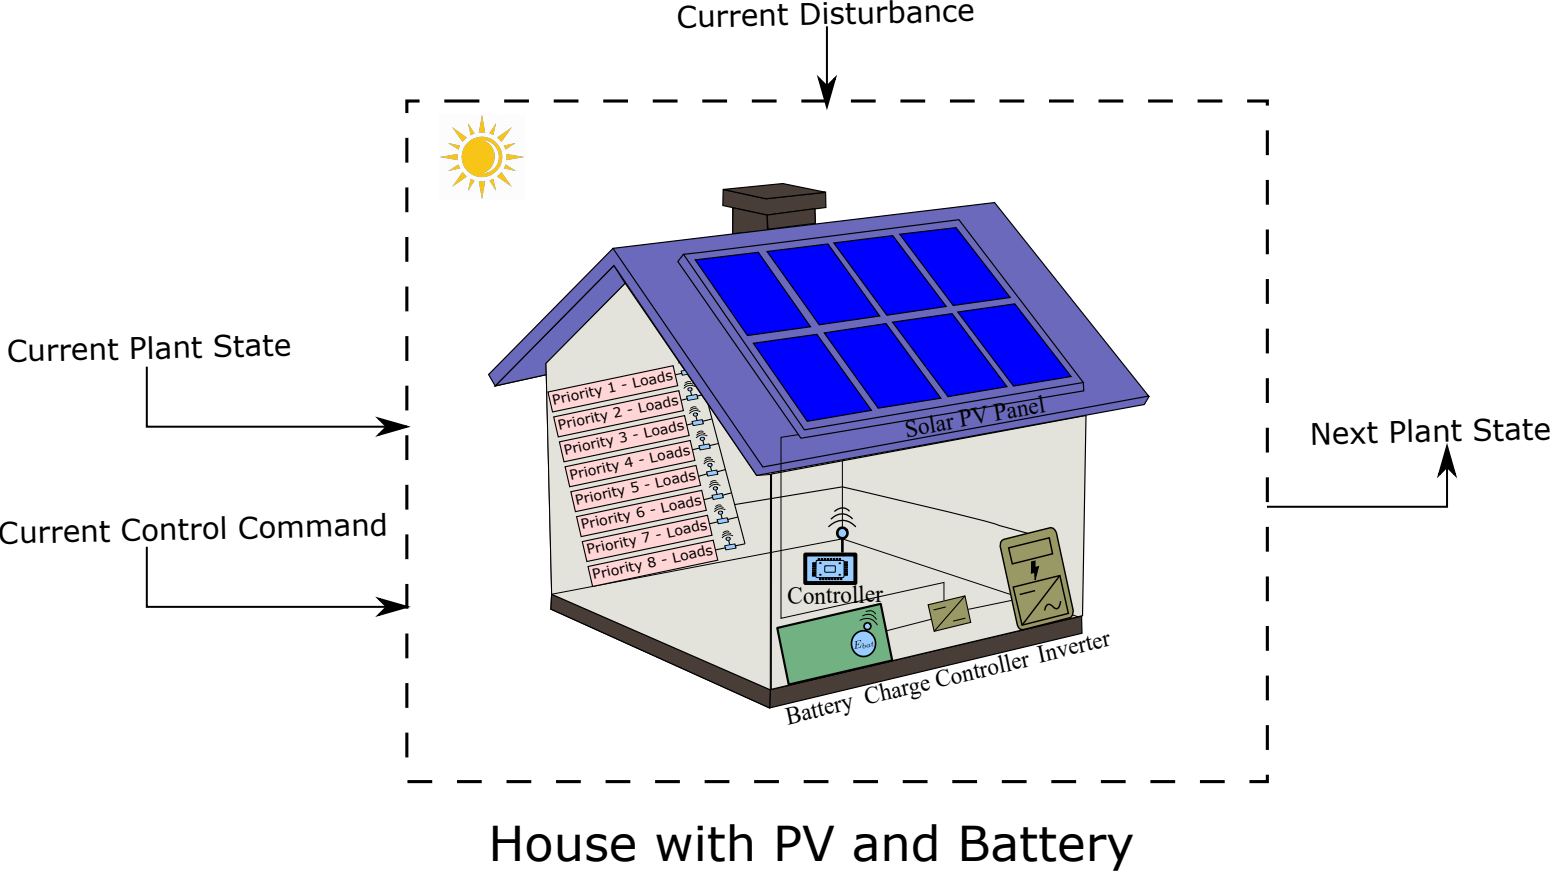 Current Disturbance
Current Plant State
Current Control Command
Next Plant State
Priority 1 - Loads
Priority 2 - Loads
Priority 3 - Loads
Priority 4 - Loads
Priority 5 - Loads
Priority 6 - Loads
Priority 7 - Loads
Priority 8 - Loads
Solar PV Panel
Controller
Ebat
Battery Charge Controller Inverter
House with PV and Battery